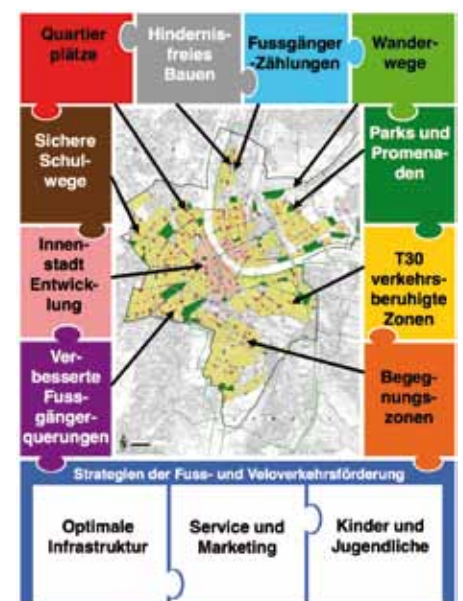 Quartier
plätze
Hindernis-
freies
Bauen
Fussgänger
-Zählungen
Wander-
wege
Sichere
Schul-
wege
Parks und
Promena-
den
Innen-
stadt
Entwick-
lung
T30
verkehrs-
beruhigte
Zonen
Ver-
besserte
Fuss-
gänger-
querungen
Begeg-
nungs-
zonen
Strategien der Fuss- und Veloverkehrsförderung
Optimale
Infrastruktur
Service und
Marketing
Kinder und
Jugendliche